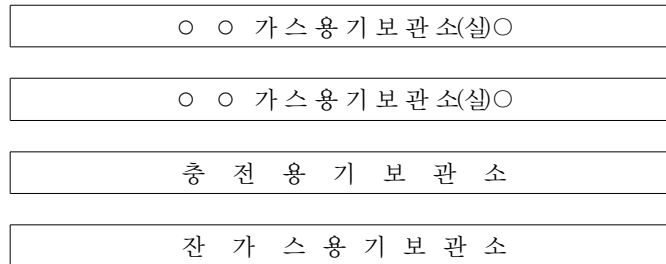 ○ ○ 가 스 용 기 보 관 소(실)○
○ ○ 가 스 용 기 보 관 소(실)○
충 전 용 기 보 관 소
잔 가 스 용 기 보 관 소